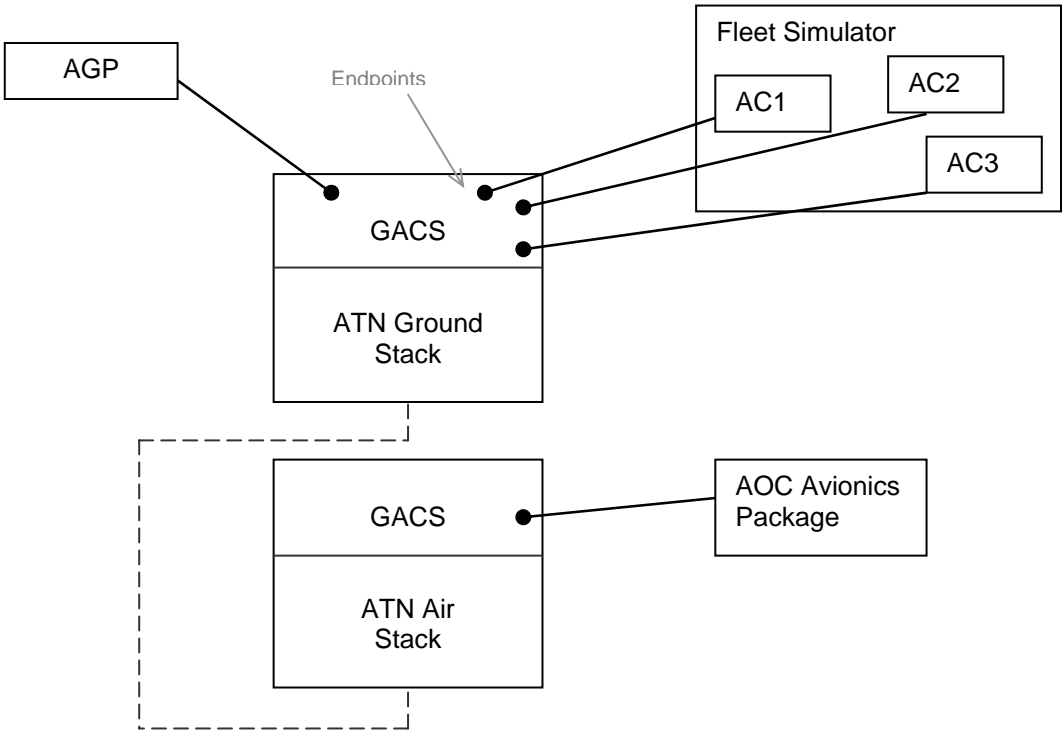 Fleet Simulator
AGP
Endpoints
AC1
AC2
AC3
GACS
ATN Ground
Stack
GACS
AOC Avionics
Package
ATN Air
Stack